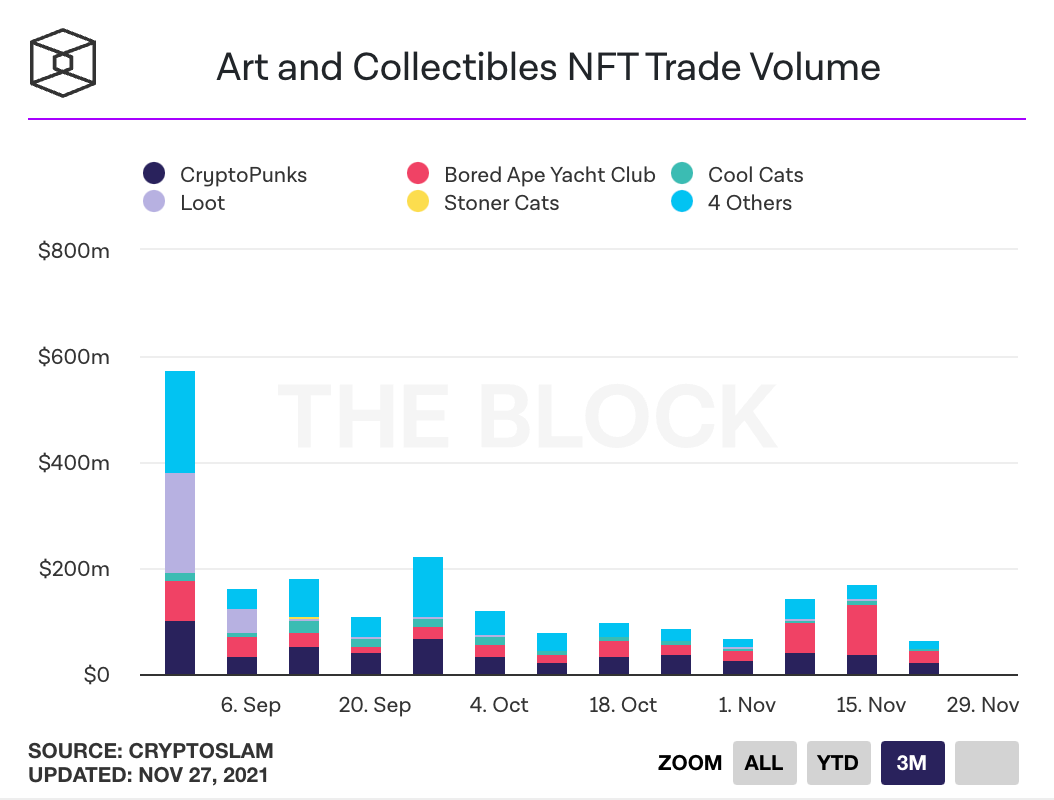 Art and Collectibles NFT Trade Volume
CryptoPunks
Bored Ape Yacht Club
Cool Cats
Loot
Stoner Cats
4 Others
$800m
$600m
THE BLOCK
$400m
$200m
$0
6. Sep 20. Sep 4. Oct 18. Oct 1. Nov 15. Nov 29. Nov
SOURCE: CRYPTOSLAM
UPDATED: NOV 27, 2021
ZOOM ALL YTD 3M